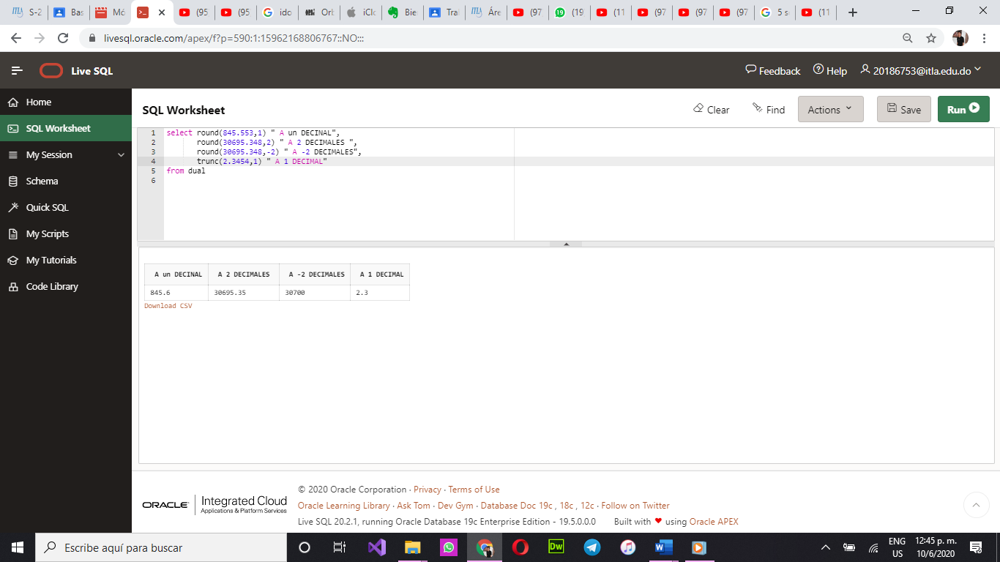 S-2
Bas
Mó
(95
(95
ido
Orb
iClo
Bie
Tra
Áre
(97
19
(19
(11
(97
(97
(97
5 s
(11
livesql.oracle.com/apex/f?p=590:1:15962168806767::NO:::
Live SQL
Feedback
Help
20186753@itla.edu.do
Home
SQL Worksheet
My Session
Schema
Quick SQL
My Scripts
My Tutorials
Code Library
SQL Worksheet
Clear
Find
Actions
Save
Run
1 select round(845.553,1) " A un DECINAL",
2 round(30695.348,2) " A 2 DECIMALES ",
3 round(30695.348,-2) " A -2 DECIMALES",
4 trunc(2.3454,1) " A 1 DECIMAL"
5 from dual
6
A un DECINAL A 2 DECIMALES A -2 DECIMALES A 1 DECIMAL
845.6 30695.35 30700 2.3
Download CSV
ORACLE Integrated Cloud
Applications & Platform Services
© 2020 Oracle Corporation · Privacy · Terms of Use
Oracle Learning Library · Ask Tom · Dev Gym · Database Doc 19c , 18c , 12c · Follow on Twitter
Live SQL 20.2.1, running Oracle Database 19c Enterprise Edition - 19.5.0.0.0 Built with ❤ using Oracle APEX
Escribe aquí para buscar
Dw
ENG
US
12:45 p. m.
10/6/2020